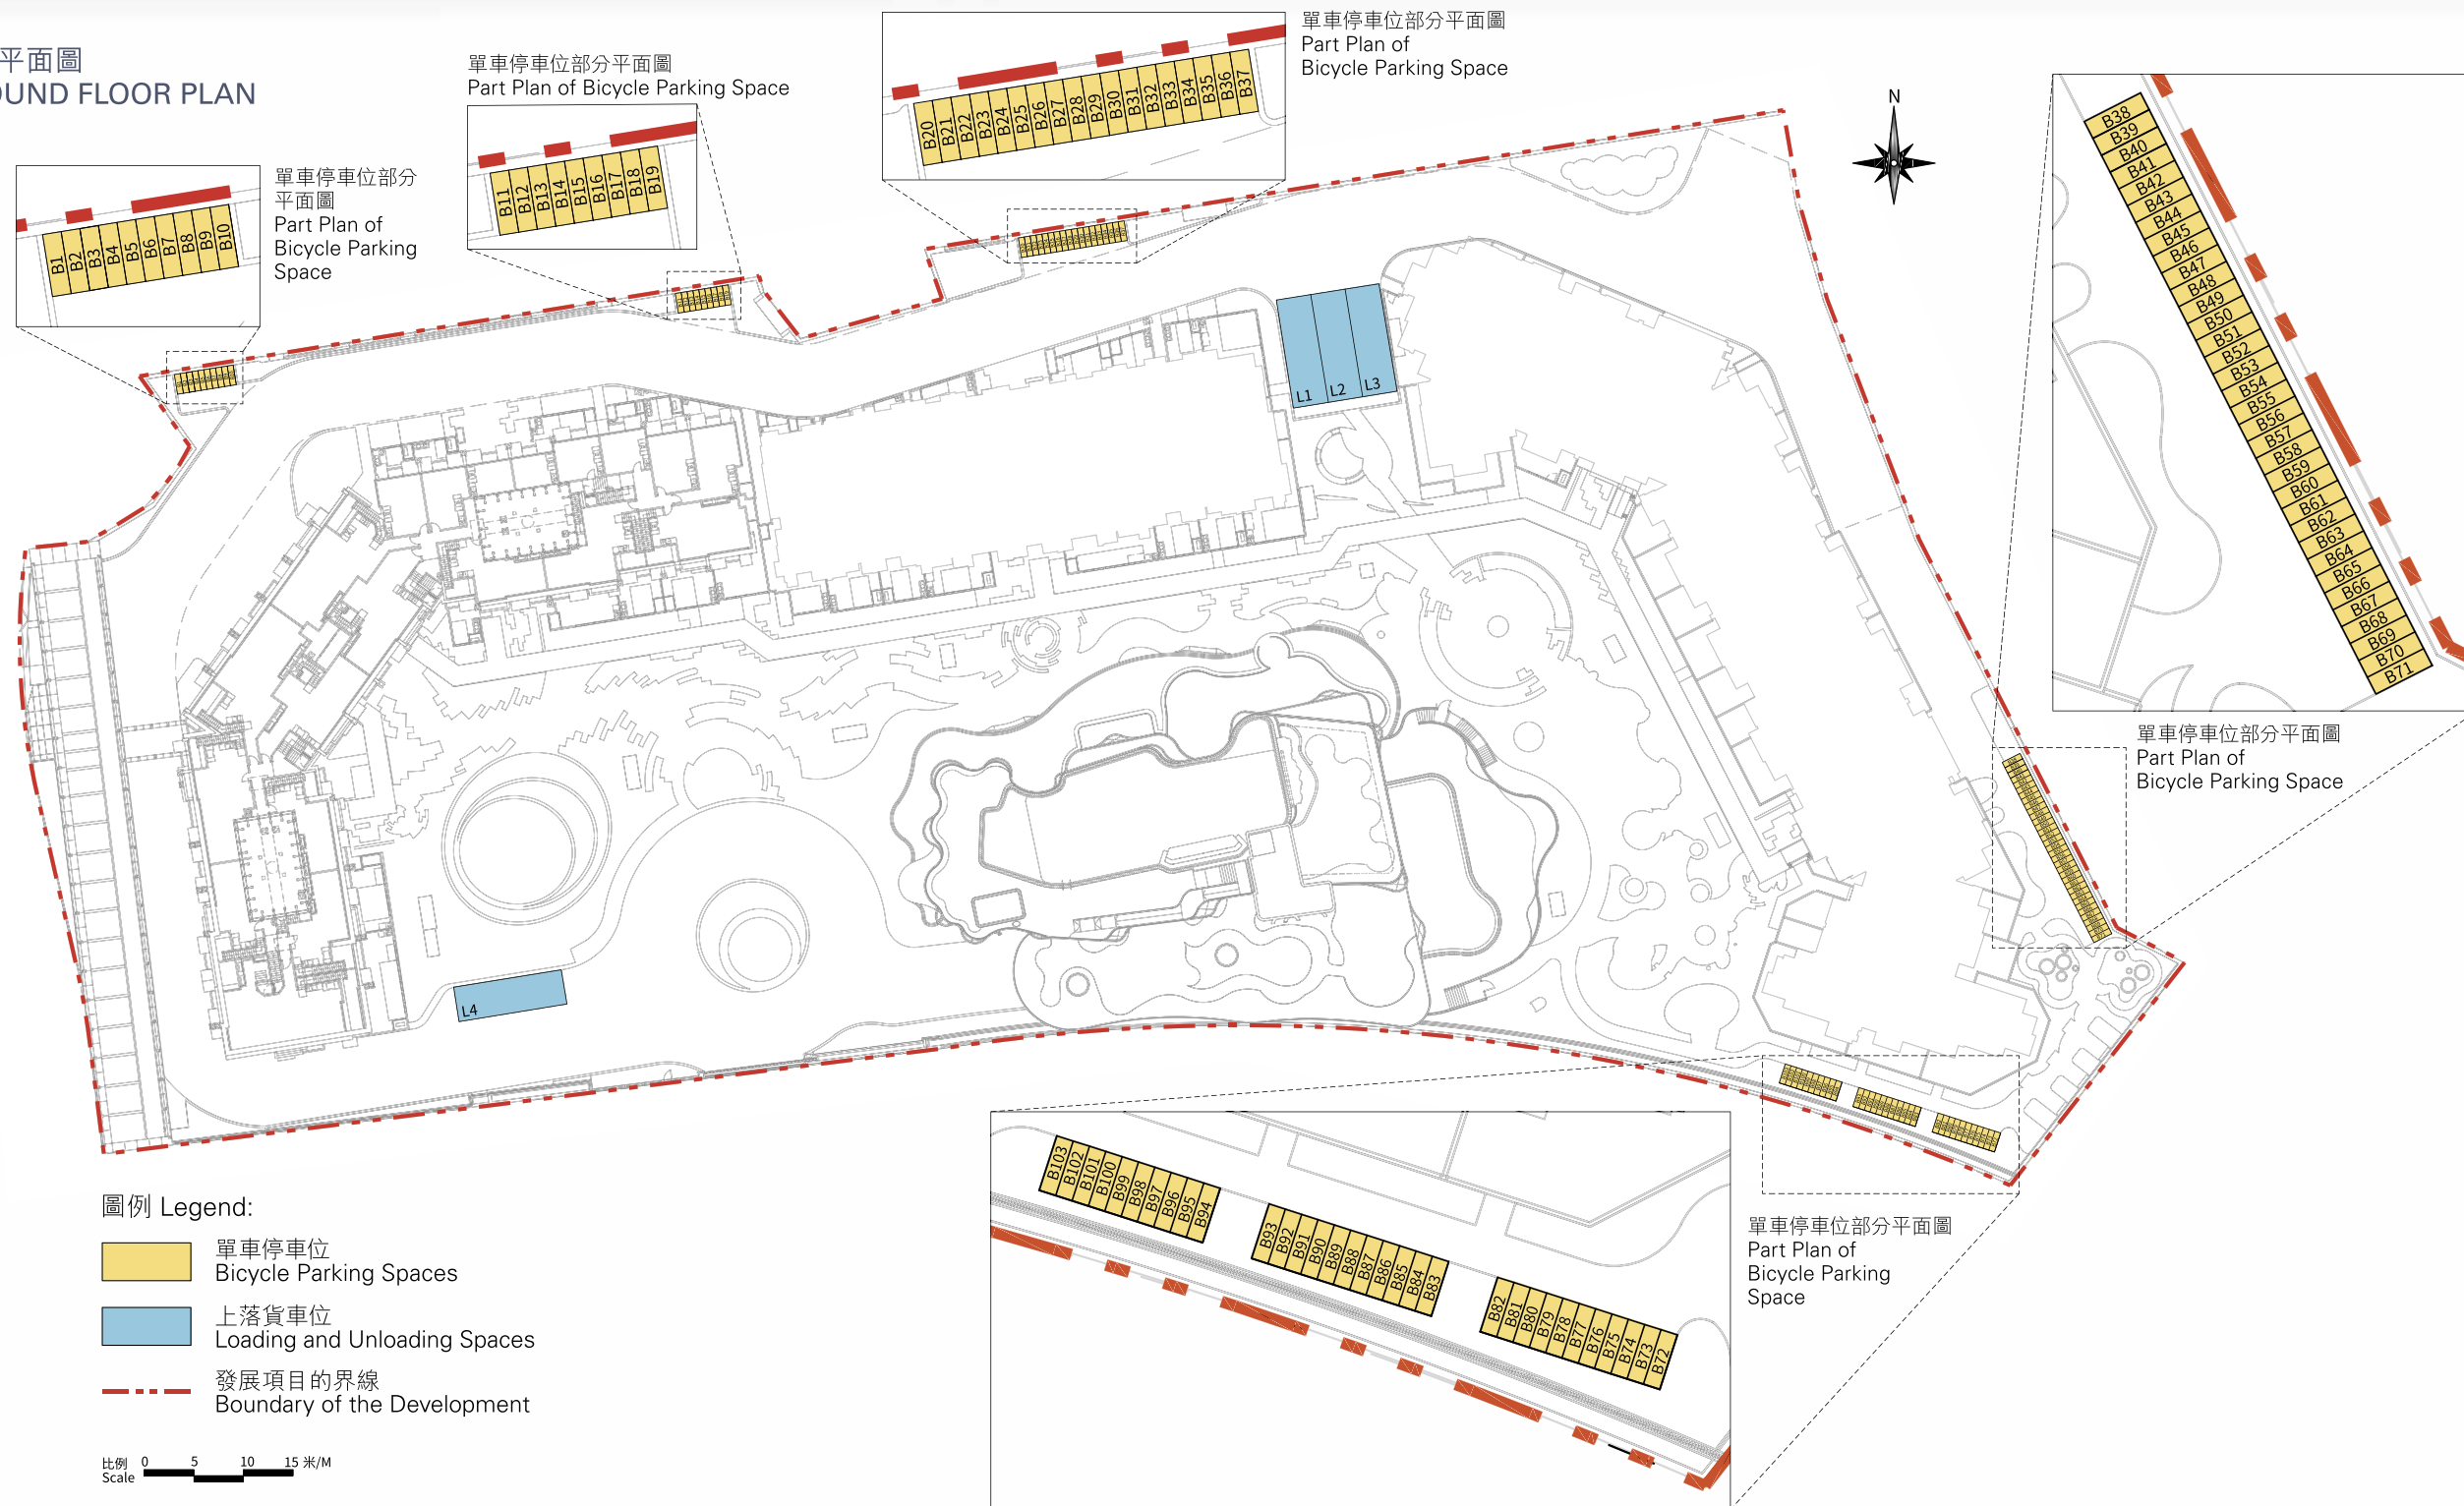 平面圖
OUND FLOOR PLAN
單車停車位部分
平面圖
Part Plan of
Bicycle Parking
Space
B1 B2 B3 B4 B5 B6 B7 B8 B9 B10
單車停車位部分平面圖
Part Plan of Bicycle Parking Space
B11 B12 B13 B14 B15 B16 B17 B18 B19
單車停車位部分平面圖
Part Plan of
Bicycle Parking Space
B20 B21 B22 B23 B24 B25 B26 B27 B28 B29 B30 B31 B32 B33 B34 B35 B36 B37
N
B38
B39
B40
B41
B42
B43
B44
B45
B46
B47
B48
B49
B50
B51
B52
B53
B54
B55
B56
B57
B58
B59
B60
B61
B62
B63
B64
B65
B66
B67
B68
B69
B70
B71
單車停車位部分平面圖
Part Plan of
Bicycle Parking Space
L1 L2 L3
L4
B103 B102 B101 B100 B99 B98 B97 B96 B95 B94
B93 B92 B91 B90 B89 B88 B87 B86 B85 B84 B83
B82 B81 B80 B79 B78 B77 B76 B75 B74 B73 B72
單車停車位部分平面圖
Part Plan of
Bicycle Parking
Space
圖例 Legend:
單車停車位
Bicycle Parking Spaces
上落貨車位
Loading and Unloading Spaces
發展項目的界線
Boundary of the Development
比例 0 5 10 15 米/M
Scale